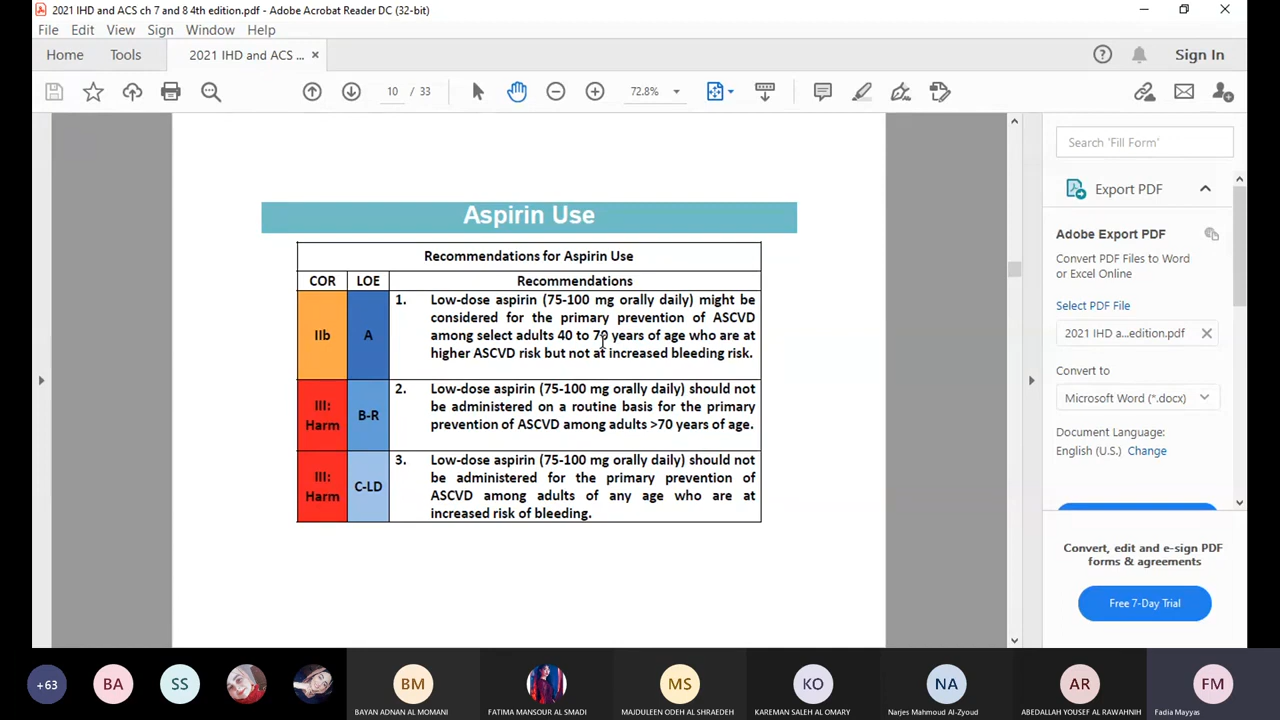 2021 IHD and ACS ch 7 and 8 4th edition.pdf - Adobe Acrobat Reader DC (32-bit)
File Edit View Sign Window Help
Home Tools 2021 IHD and ACS ... × Sign In
10 / 33 72.8%
Search 'Fill Form'
Export PDF
Adobe Export PDF
Convert PDF Files to Word
or Excel Online
Select PDF File
2021 IHD a...edition.pdf
Convert to
Microsoft Word (*.docx)
Document Language:
English (U.S.) Change
Convert, edit and e-sign PDF
forms & agreements
Free 7-Day Trial
Aspirin Use
Recommendations for Aspirin Use
COR LOE Recommendations
IIb A 1. Low-dose aspirin (75-100 mg orally daily) might be
considered for the primary prevention of ASCVD
among select adults 40 to 70 years of age who are at
higher ASCVD risk but not at increased bleeding risk.
III: Harm B-R 2. Low-dose aspirin (75-100 mg orally daily) should not
be administered on a routine basis for the primary
prevention of ASCVD among adults >70 years of age.
III: Harm C-LD 3. Low-dose aspirin (75-100 mg orally daily) should not
be administered for the primary prevention of
ASCVD among adults of any age who are at
increased risk of bleeding.
+63 BA SS BM MS KO NA AR FM
BAYAN ADNAN AL MOMANI FATIMA MANSOUR AL SMADI MAJDULEEN ODEH AL SHRAEDEH KAREMAN SALEH AL OMARY Narjes Mahmoud Al-Zyoud ABEDALLAH YOUSEF AL RAWAHNIH Fadia Mayyas